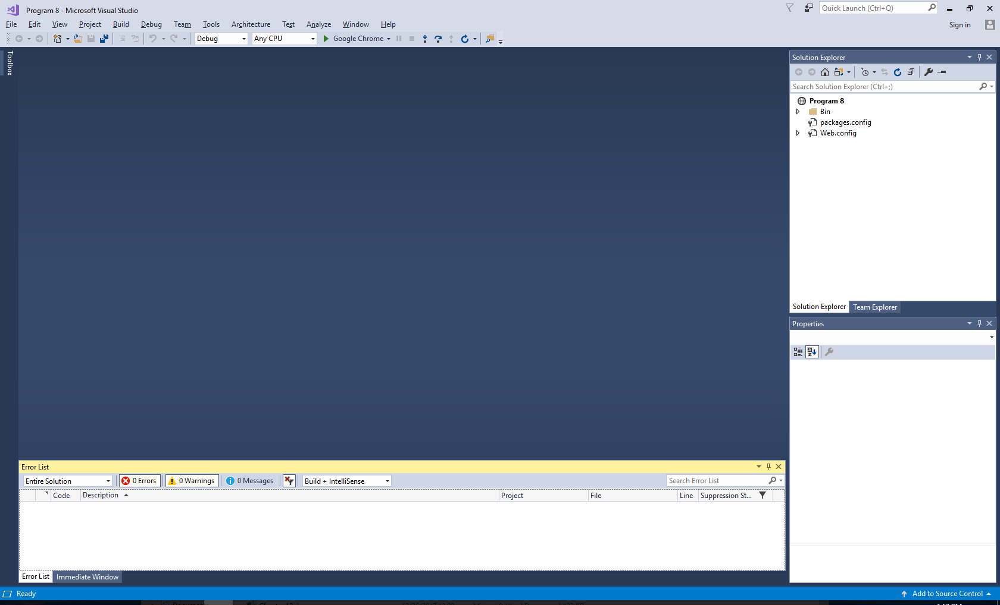 Program 8 - Microsoft Visual Studio
Quick Launch (Ctrl+Q)
File Edit View Project Build Debug Team Tools Architecture Test Analyze Window Help
Sign in
Debug Any CPU Google Chrome
Toolbox
Solution Explorer
Search Solution Explorer (Ctrl+;)
Program 8
Bin
packages.config
Web.config
Solution Explorer Team Explorer
Properties
Error List
Entire Solution 0 Errors 0 Warnings 0 Messages Build + IntelliSense Search Error List
Code Description Project File Line Suppression St...
Error List Immediate Window
Ready Add to Source Control